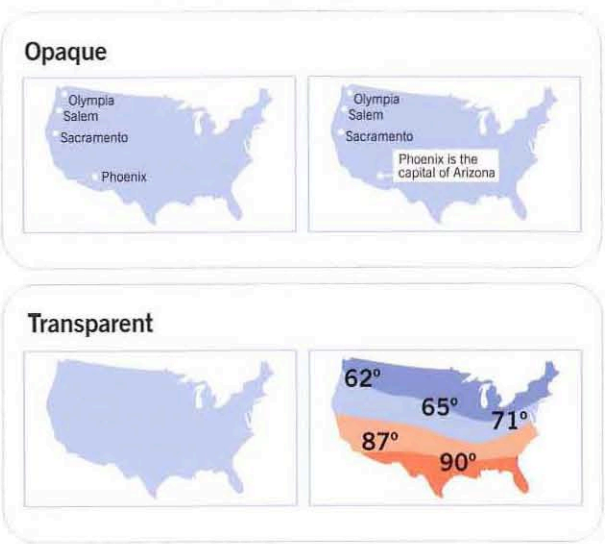 Opaque
Olympia
Salem
Sacramento
Phoenix
Olympia
Salem
Sacramento
Phoenix is the
capital of Arizona
Transparent
62°
65°
71°
87°
90°